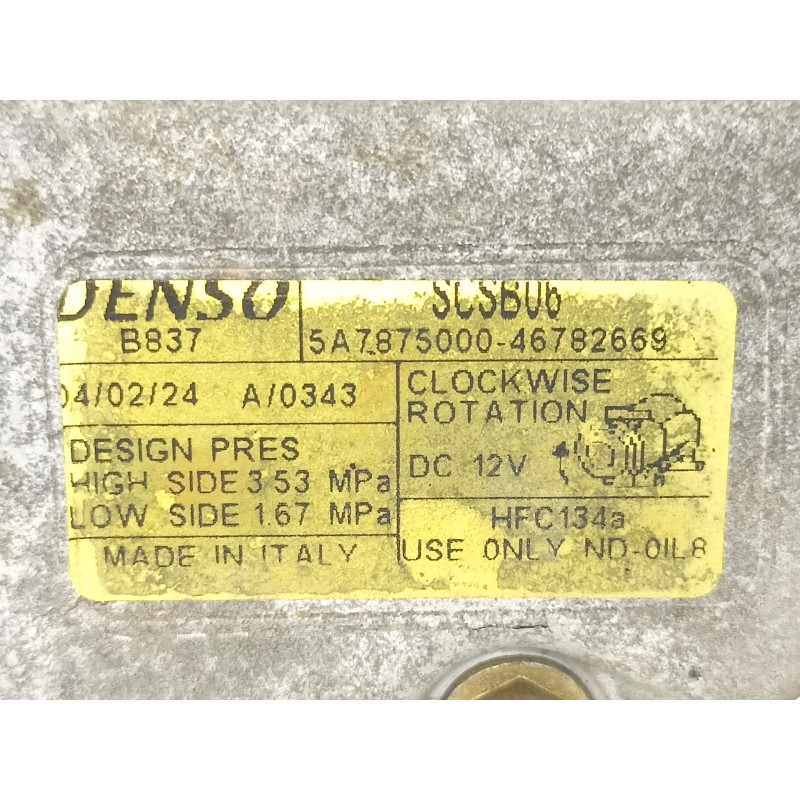 DENSO
SCSB06
B837
5A7875000-46782669
04/02/24 A/0343
CLOCKWISE
ROTATION
DC 12V
DESIGN PRES
HIGH SIDE 3.53 MPa
LOW SIDE 1.67 MPa
HFC134a
MADE IN ITALY
USE ONLY ND-OIL8